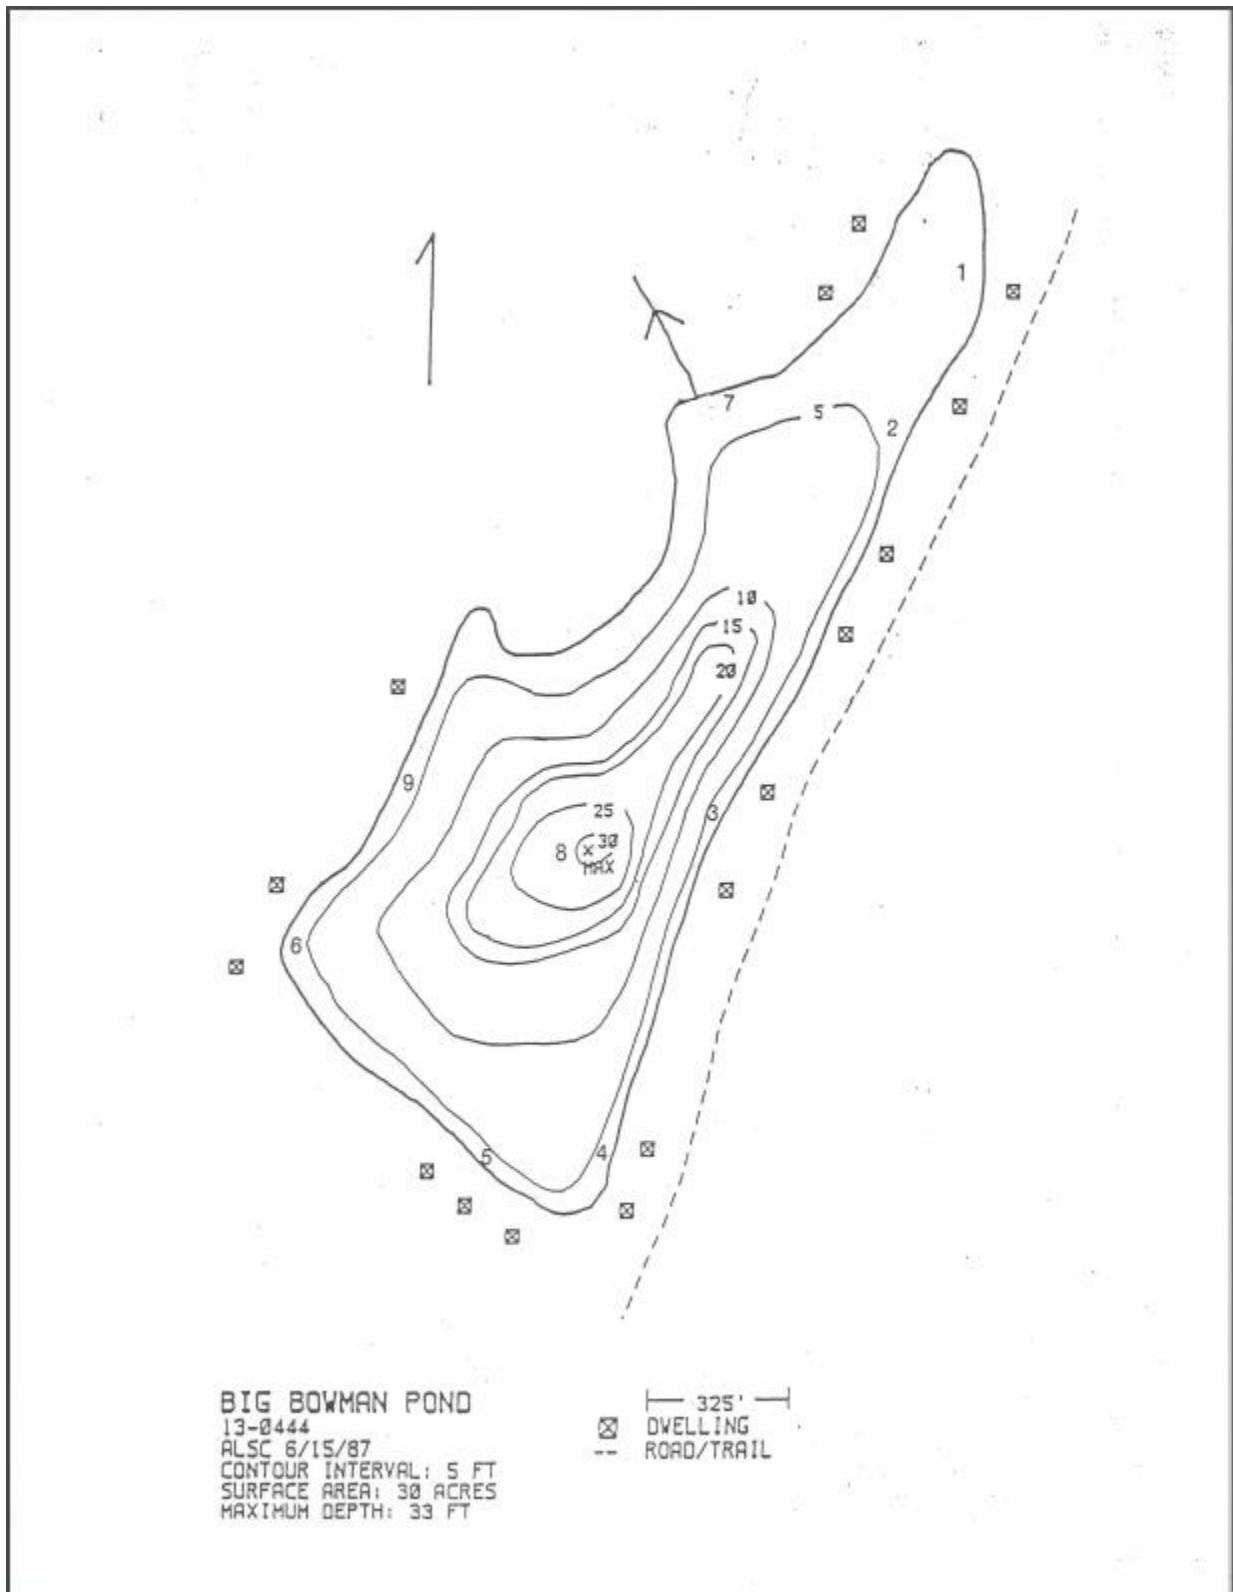 1
7
5
2
10
15
20
9
25
3
30
8
x
MAX
6
4
5
BIG BOWMAN POND
13-0444
ALSC 6/15/87
CONTOUR INTERVAL: 5 FT
SURFACE AREA: 30 ACRES
MAXIMUM DEPTH: 33 FT
325'
DWELLING
-- ROAD/TRAIL